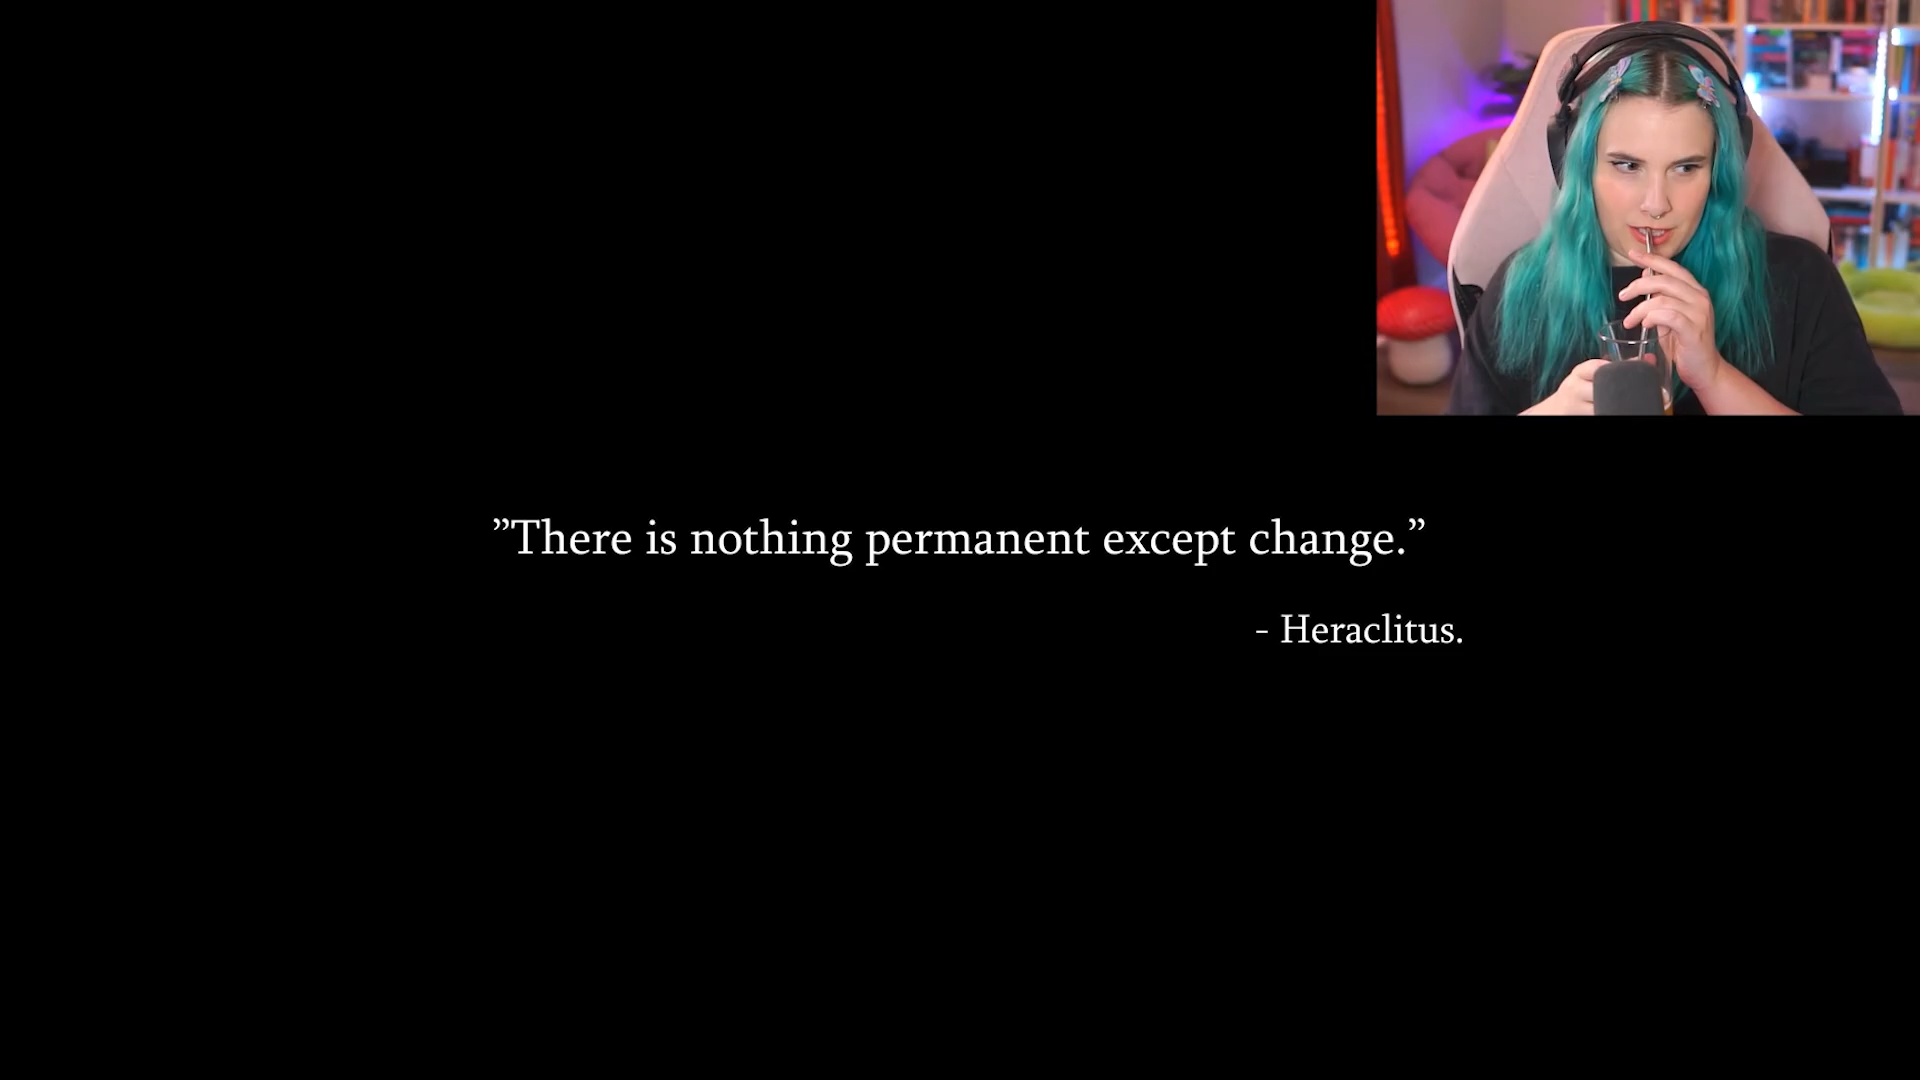 ”There is nothing permanent except change.”
- Heraclitus.